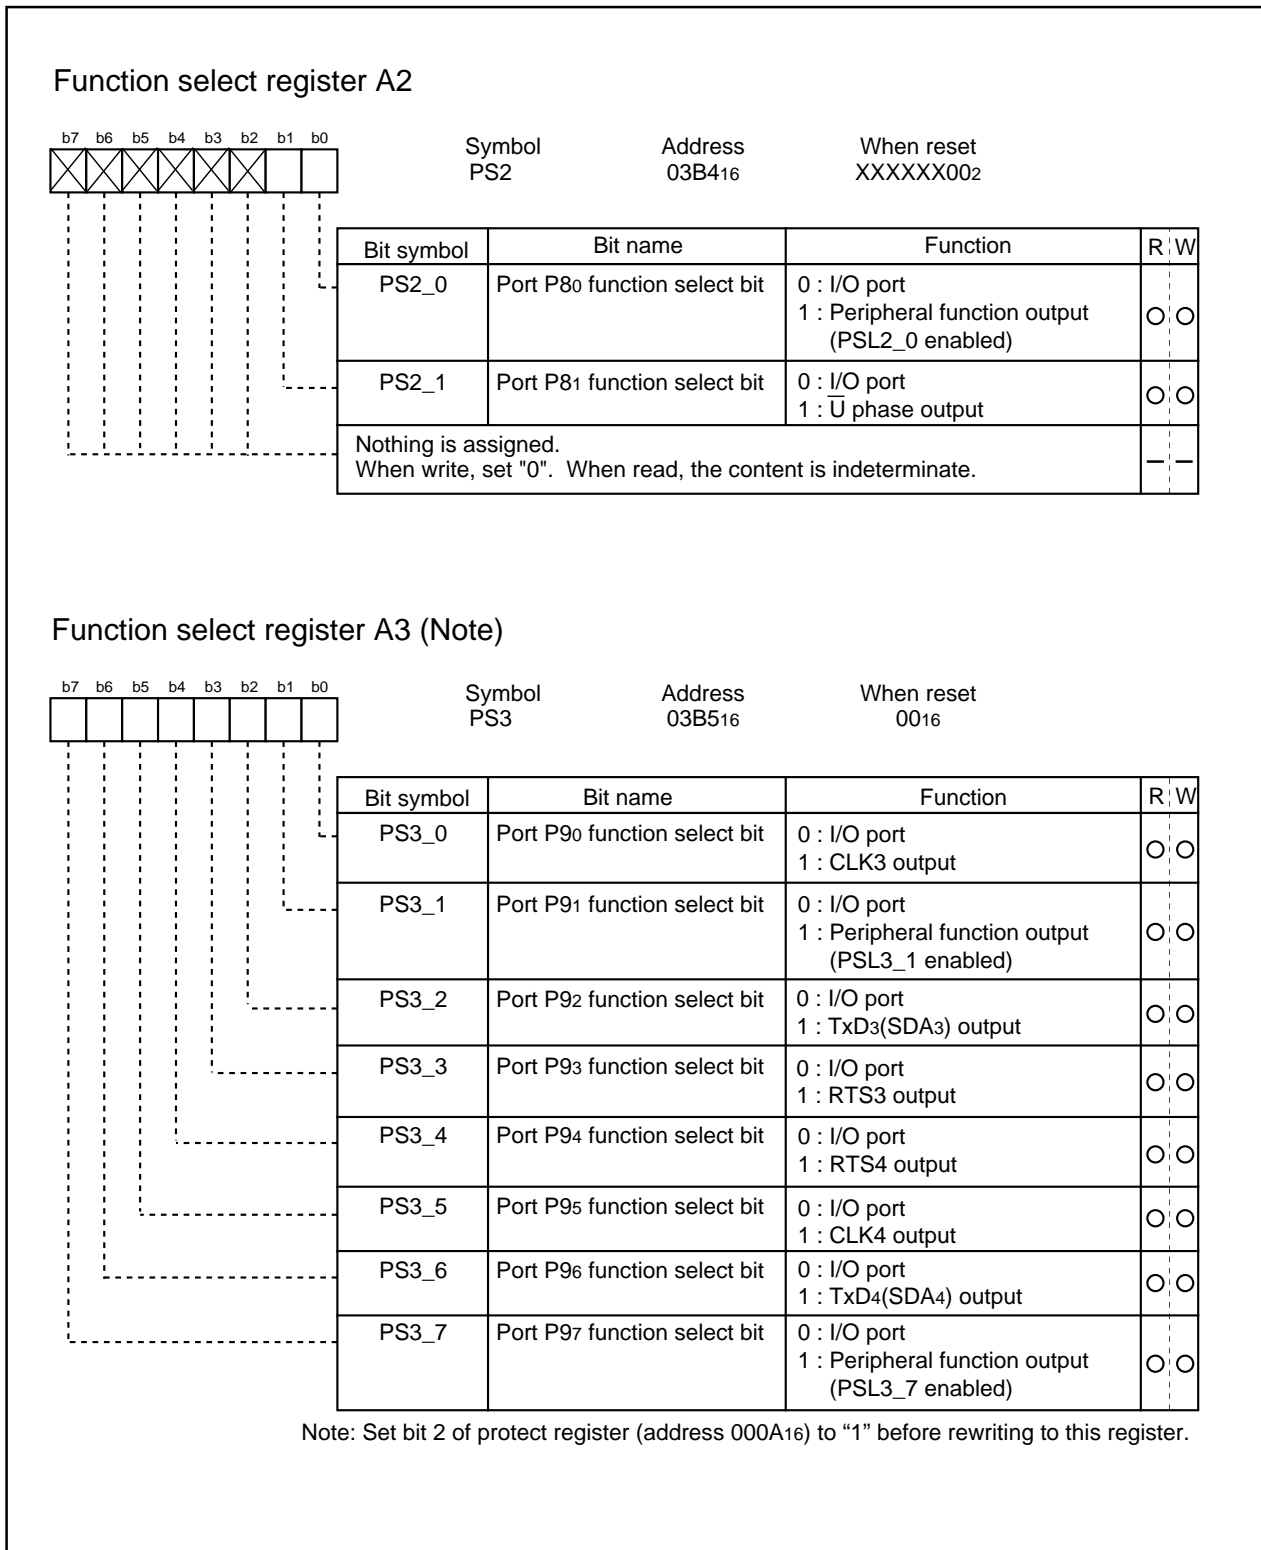 Function select register A2
b7 b6 b5 b4 b3 b2 b1 b0
Symbol Address When reset
PS2 03B416 XXXXXX002
Bit symbol Bit name Function R W
PS2_0 Port P80 function select bit 0 : I/O port
1 : Peripheral function output
(PSL2_0 enabled)
PS2_1 Port P81 function select bit 0 : I/O port
1 : U̅ phase output
Nothing is assigned.
When write, set "0". When read, the content is indeterminate.
Function select register A3 (Note)
b7 b6 b5 b4 b3 b2 b1 b0
Symbol Address When reset
PS3 03B516 0016
Bit symbol Bit name Function R W
PS3_0 Port P90 function select bit 0 : I/O port
1 : CLK3 output
PS3_1 Port P91 function select bit 0 : I/O port
1 : Peripheral function output
(PSL3_1 enabled)
PS3_2 Port P92 function select bit 0 : I/O port
1 : TxD3(SDA3) output
PS3_3 Port P93 function select bit 0 : I/O port
1 : RTS3 output
PS3_4 Port P94 function select bit 0 : I/O port
1 : RTS4 output
PS3_5 Port P95 function select bit 0 : I/O port
1 : CLK4 output
PS3_6 Port P96 function select bit 0 : I/O port
1 : TxD4(SDA4) output
PS3_7 Port P97 function select bit 0 : I/O port
1 : Peripheral function output
(PSL3_7 enabled)
Note: Set bit 2 of protect register (address 000A16) to “1” before rewriting to this register.